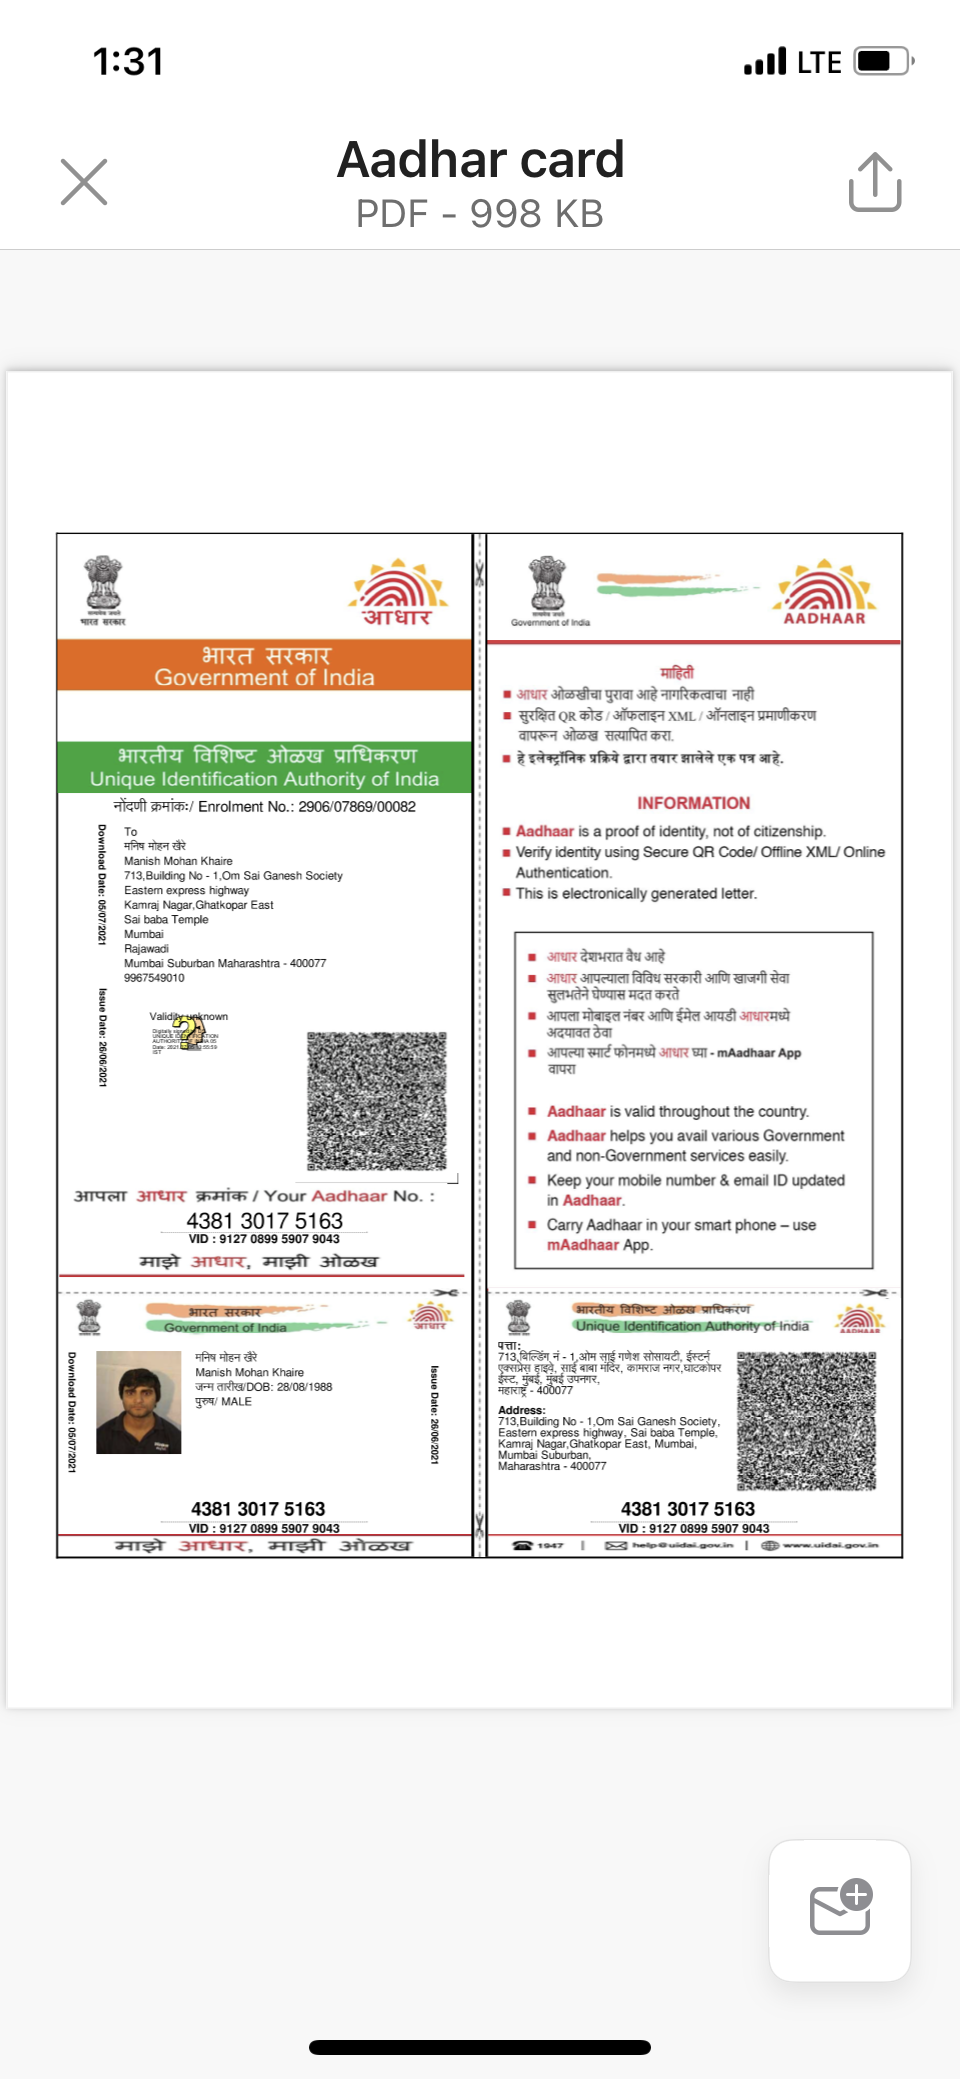 1:31
LTE
Aadhar card
PDF - 998 KB
भारत सरकार
आधार
भारत सरकार
Government of India
भारतीय विशिष्ट ओळख प्राधिकरण
Unique Identification Authority of India
नोंदणी क्रमांक:/ Enrolment No.: 2906/07869/00082
Download Date: 05/07/2021
To
मनिष मोहन खैरे
Manish Mohan Khaire
713,Building No - 1,Om Sai Ganesh Society
Eastern express highway
Kamraj Nagar,Ghatkopar East
Sai baba Temple
Mumbai
Rajawadi
Mumbai Suburban Maharashtra - 400077
9967549010
Issue Date: 26/06/2021
Validity unknown
आपला आधार क्रमांक / Your Aadhaar No. :
4381 3017 5163
VID : 9127 0899 5907 9043
माझे आधार, माझी ओळख
Government of India
AADHAAR
माहिती
आधार ओळखीचा पुरावा आहे नागरिकत्वाचा नाही
सुरक्षित QR कोड / ऑफलाइन XML / ऑनलाइन प्रमाणीकरण
वापरून ओळख सत्यापित करा.
हे इलेक्ट्रॉनिक प्रक्रिये द्वारा तयार झालेले एक पत्र आहे.
INFORMATION
Aadhaar is a proof of identity, not of citizenship.
Verify identity using Secure QR Code/ Offline XML/ Online
Authentication.
This is electronically generated letter.
आधार देशभरात वैध आहे
आधार आपल्याला विविध सरकारी आणि खाजगी सेवा
सुलभतेने घेण्यास मदत करते
आपला मोबाइल नंबर आणि ईमेल आयडी आधारमध्ये
अदयावत ठेवा
आपल्या स्मार्ट फोनमध्ये आधार घ्या - mAadhaar App
वापरा
Aadhaar is valid throughout the country.
Aadhaar helps you avail various Government
and non-Government services easily.
Keep your mobile number & email ID updated
in Aadhaar.
Carry Aadhaar in your smart phone – use
mAadhaar App.
भारत सरकार
Government of India
आधार
Download Date: 05/07/2021
मनिष मोहन खैरे
Manish Mohan Khaire
जन्म तारीख/DOB: 28/08/1988
पुरुष/ MALE
Issue Date: 26/06/2021
4381 3017 5163
VID : 9127 0899 5907 9043
माझे आधार, माझी ओळख
भारतीय विशिष्ट ओळख प्राधिकरण
Unique Identification Authority of India
AADHAAR
पत्ता:
713,बिल्डिंग नं - 1,ओम साई गणेश सोसायटी, ईस्टर्न
एक्सप्रेस हाइवे, साई बाबा मंदिर, कामराज नगर,घाटकोपर
ईस्ट, मुंबई, मुंबई उपनगर,
महाराष्ट्र - 400077
Address:
713,Building No - 1,Om Sai Ganesh Society,
Eastern express highway, Sai baba Temple,
Kamraj Nagar,Ghatkopar East, Mumbai,
Mumbai Suburban,
Maharashtra - 400077
4381 3017 5163
VID : 9127 0899 5907 9043
1947 | help@uidai.gov.in | www.uidai.gov.in